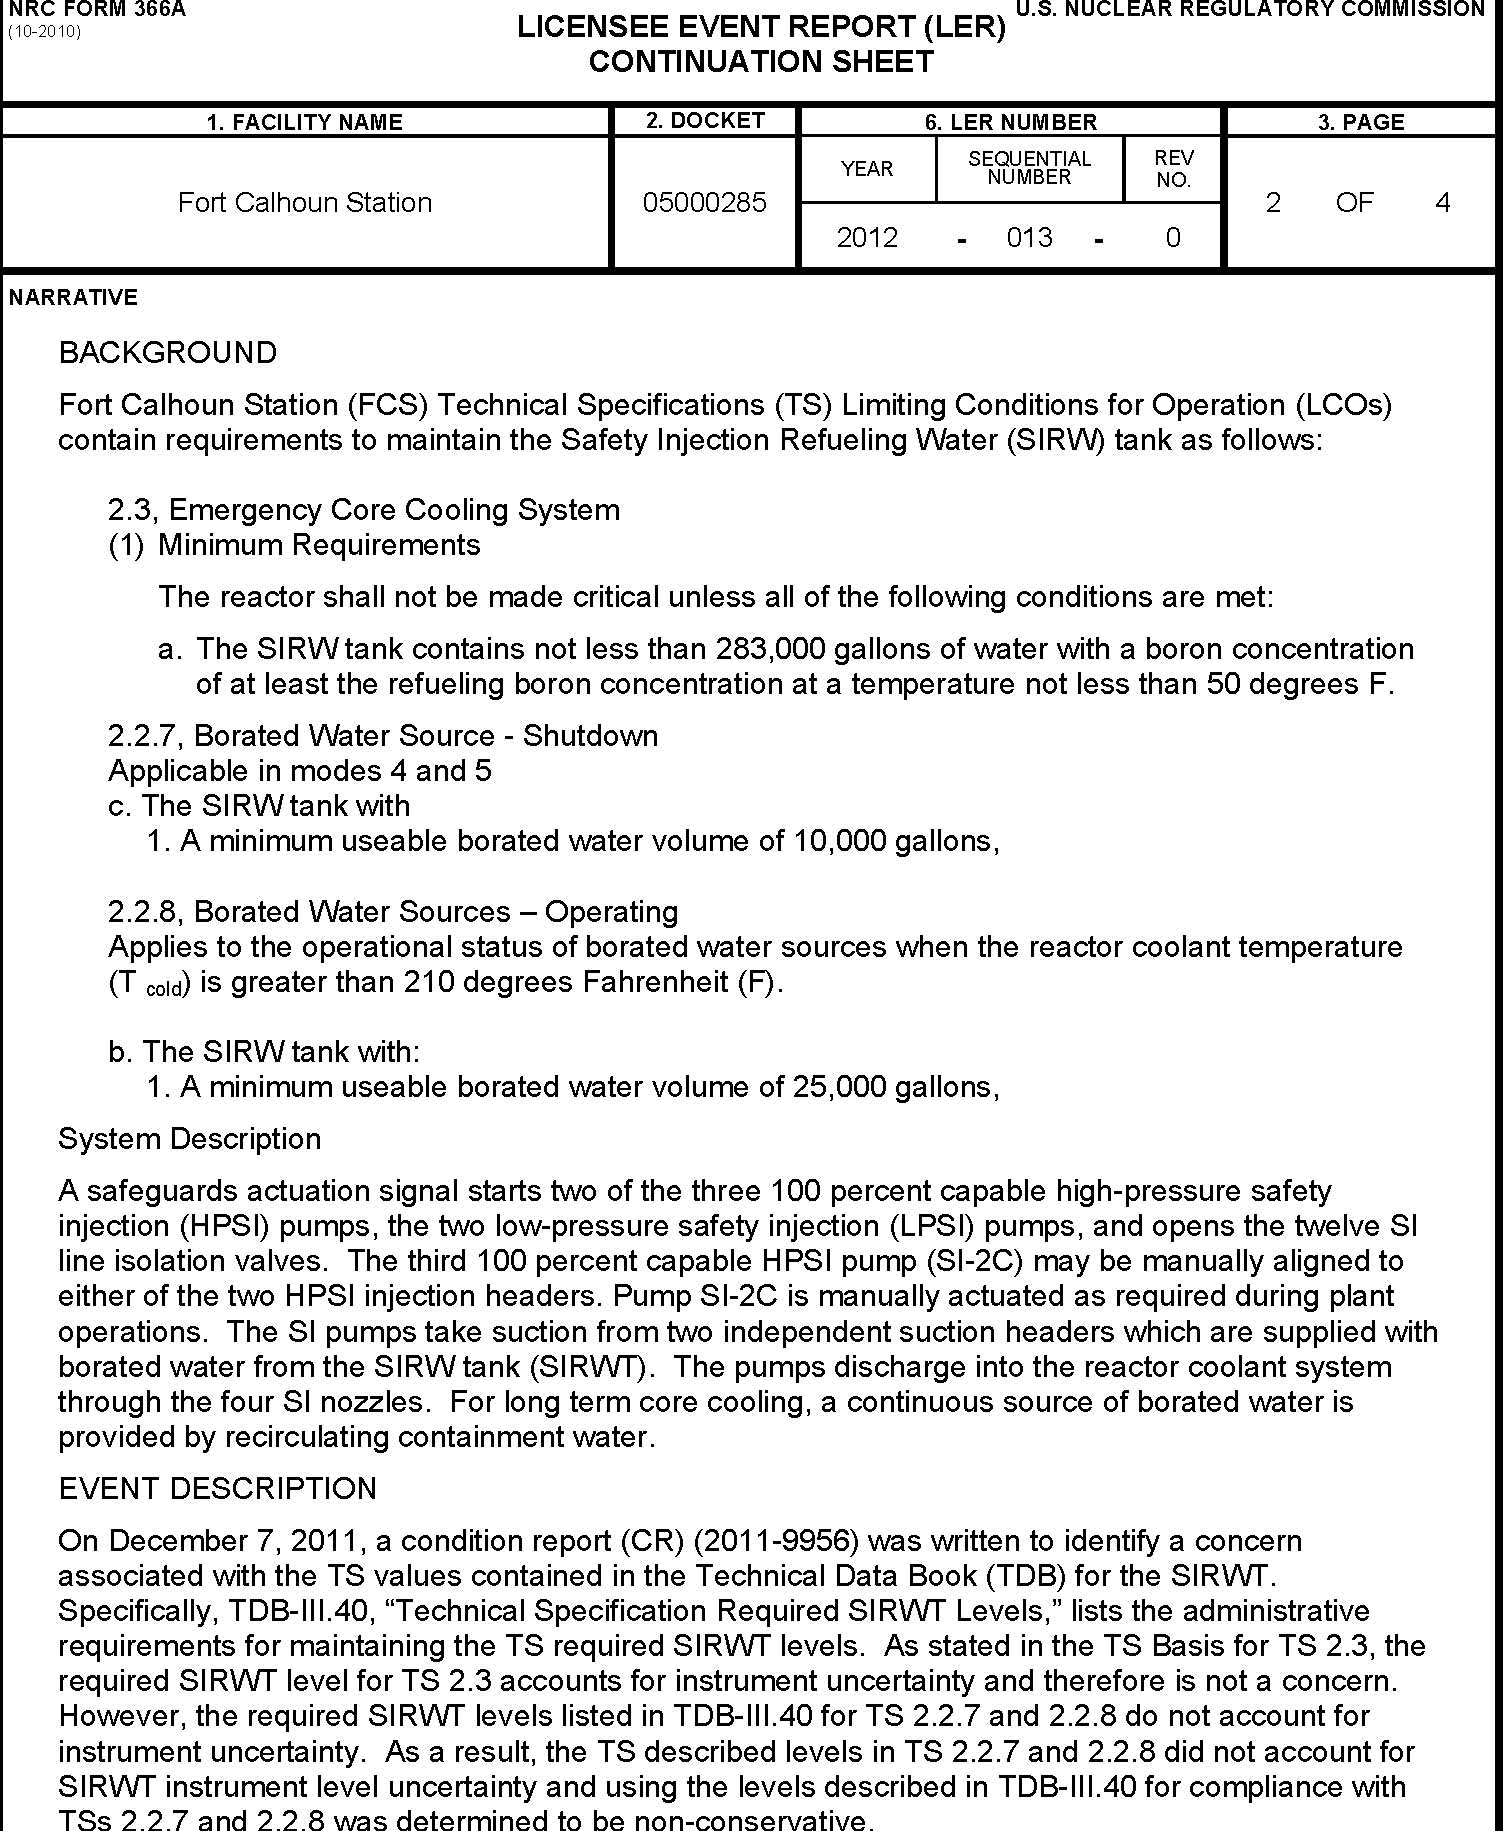 NRC FORM 366A
(10-2010)
U.S. NUCLEAR REGULATORY COMMISSION
LICENSEE EVENT REPORT (LER)
CONTINUATION SHEET
1. FACILITY NAME
2. DOCKET
6. LER NUMBER
3. PAGE
Fort Calhoun Station
05000285
YEAR
SEQUENTIAL
NUMBER
REV
NO.
2 OF 4
2012 - 013 - 0
NARRATIVE
BACKGROUND
Fort Calhoun Station (FCS) Technical Specifications (TS) Limiting Conditions for Operation (LCOs)
contain requirements to maintain the Safety Injection Refueling Water (SIRW) tank as follows:
2.3, Emergency Core Cooling System
(1) Minimum Requirements
The reactor shall not be made critical unless all of the following conditions are met:
a. The SIRW tank contains not less than 283,000 gallons of water with a boron concentration
of at least the refueling boron concentration at a temperature not less than 50 degrees F.
2.2.7, Borated Water Source - Shutdown
Applicable in modes 4 and 5
c. The SIRW tank with
1. A minimum useable borated water volume of 10,000 gallons,
2.2.8, Borated Water Sources – Operating
Applies to the operational status of borated water sources when the reactor coolant temperature
(T cold) is greater than 210 degrees Fahrenheit (F).
b. The SIRW tank with:
1. A minimum useable borated water volume of 25,000 gallons,
System Description
A safeguards actuation signal starts two of the three 100 percent capable high-pressure safety
injection (HPSI) pumps, the two low-pressure safety injection (LPSI) pumps, and opens the twelve SI
line isolation valves. The third 100 percent capable HPSI pump (SI-2C) may be manually aligned to
either of the two HPSI injection headers. Pump SI-2C is manually actuated as required during plant
operations. The SI pumps take suction from two independent suction headers which are supplied with
borated water from the SIRW tank (SIRWT). The pumps discharge into the reactor coolant system
through the four SI nozzles. For long term core cooling, a continuous source of borated water is
provided by recirculating containment water.
EVENT DESCRIPTION
On December 7, 2011, a condition report (CR) (2011-9956) was written to identify a concern
associated with the TS values contained in the Technical Data Book (TDB) for the SIRWT.
Specifically, TDB-III.40, “Technical Specification Required SIRWT Levels,” lists the administrative
requirements for maintaining the TS required SIRWT levels. As stated in the TS Basis for TS 2.3, the
required SIRWT level for TS 2.3 accounts for instrument uncertainty and therefore is not a concern.
However, the required SIRWT levels listed in TDB-III.40 for TS 2.2.7 and 2.2.8 do not account for
instrument uncertainty. As a result, the TS described levels in TS 2.2.7 and 2.2.8 did not account for
SIRWT instrument level uncertainty and using the levels described in TDB-III.40 for compliance with
TSs 2.2.7 and 2.2.8 was determined to be non-conservative.